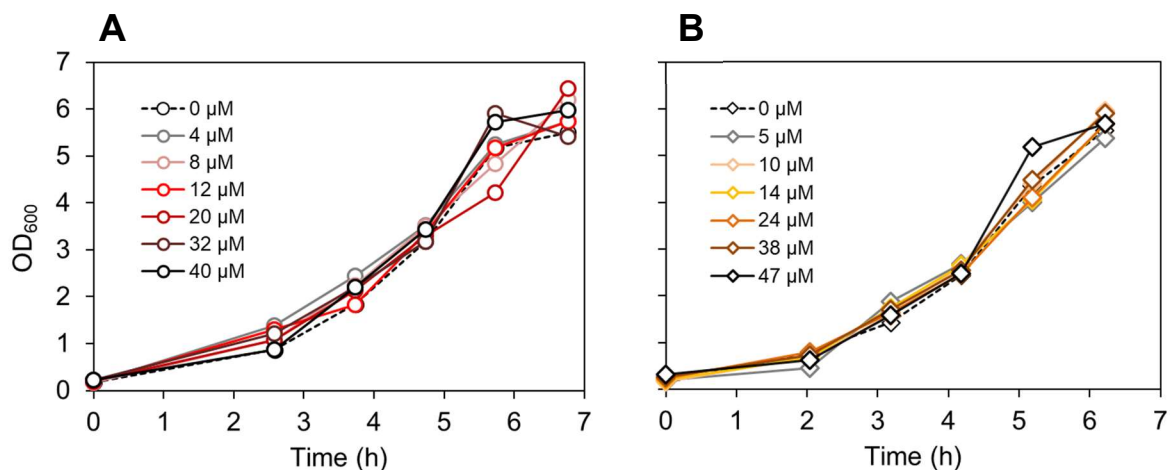 A
7
6
5
4
3
2
1
0
OD600
0 µM
4 µM
8 µM
12 µM
20 µM
32 µM
40 µM
0 1 2 3 4 5 6 7
Time (h)
B
0 µM
5 µM
10 µM
14 µM
24 µM
38 µM
47 µM
0 1 2 3 4 5 6 7
Time (h)